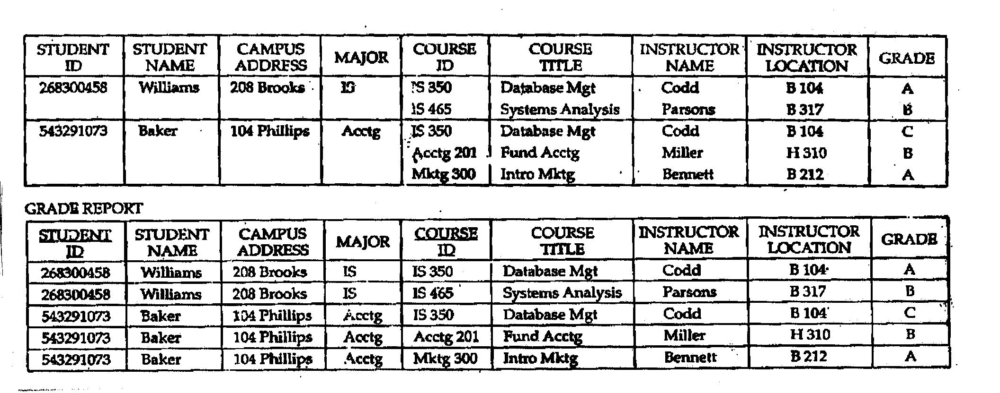 STUDENT ID STUDENT NAME CAMPUS ADDRESS MAJOR COURSE ID COURSE TITLE INSTRUCTOR NAME INSTRUCTOR LOCATION GRADE
268300458 Williams 208 Brooks IS IS 350 Database Mgt Codd B 104 A
IS 465 Systems Analysis Parsons B 317 B
543291073 Baker 104 Phillips Acctg IS 350 Database Mgt Codd B 104 C
Acctg 201 Fund Acctg Miller H 310 B
Mktg 300 Intro Mktg Bennett B 212 A
GRADE REPORT
STUDENT ID STUDENT NAME CAMPUS ADDRESS MAJOR COURSE ID COURSE TITLE INSTRUCTOR NAME INSTRUCTOR LOCATION GRADE
268300458 Williams 208 Brooks IS IS 350 Database Mgt Codd B 104 A
268300458 Williams 208 Brooks IS IS 465 Systems Analysis Parsons B 317 B
543291073 Baker 104 Phillips Acctg IS 350 Database Mgt Codd B 104 C
543291073 Baker 104 Phillips Acctg Acctg 201 Fund Acctg Miller H 310 B
543291073 Baker 104 Phillips Acctg Mktg 300 Intro Mktg Bennett B 212 A